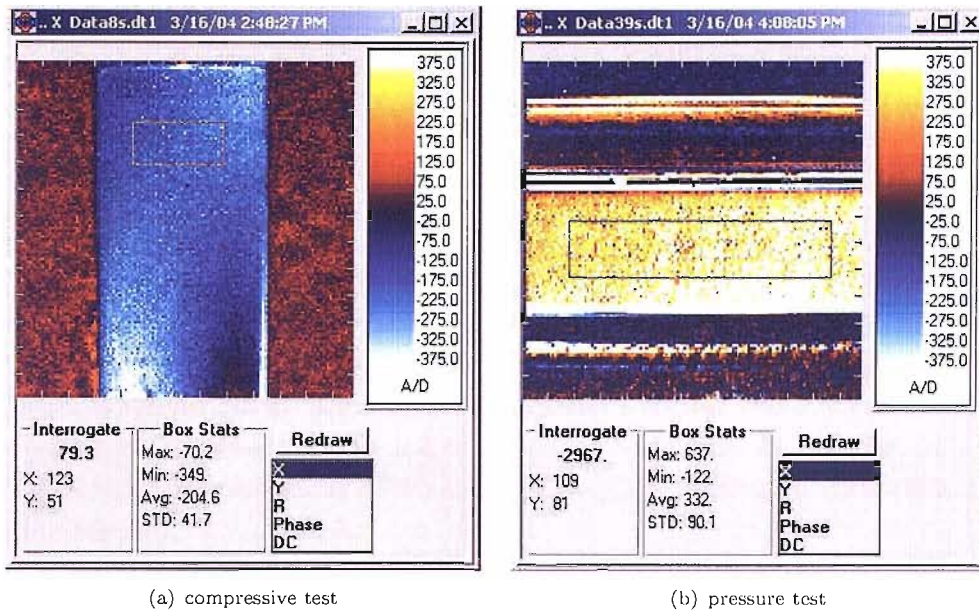 .. X Data8s.dt1 3/16/04 2:48:27 PM
375.0
325.0
275.0
225.0
175.0
125.0
75.0
25.0
-25.0
-75.0
-125.0
-175.0
-225.0
-275.0
-325.0
-375.0
A/D
Interrogate
79.3
X: 123
Y: 51
Box Stats
Max: -70.2
Min: -349.
Avg: -204.6
STD: 41.7
Redraw
X
Y
R
Phase
DC
(a) compressive test
.. X Data39s.dt1 3/16/04 4:08:05 PM
375.0
325.0
275.0
225.0
175.0
125.0
75.0
25.0
-25.0
-75.0
-125.0
-175.0
-225.0
-275.0
-325.0
-375.0
A/D
Interrogate
-2967.
X: 109
Y: 81
Box Stats
Max: 637.
Min: -122.
Avg: 332.
STD: 90.1
Redraw
X
Y
R
Phase
DC
(b) pressure test